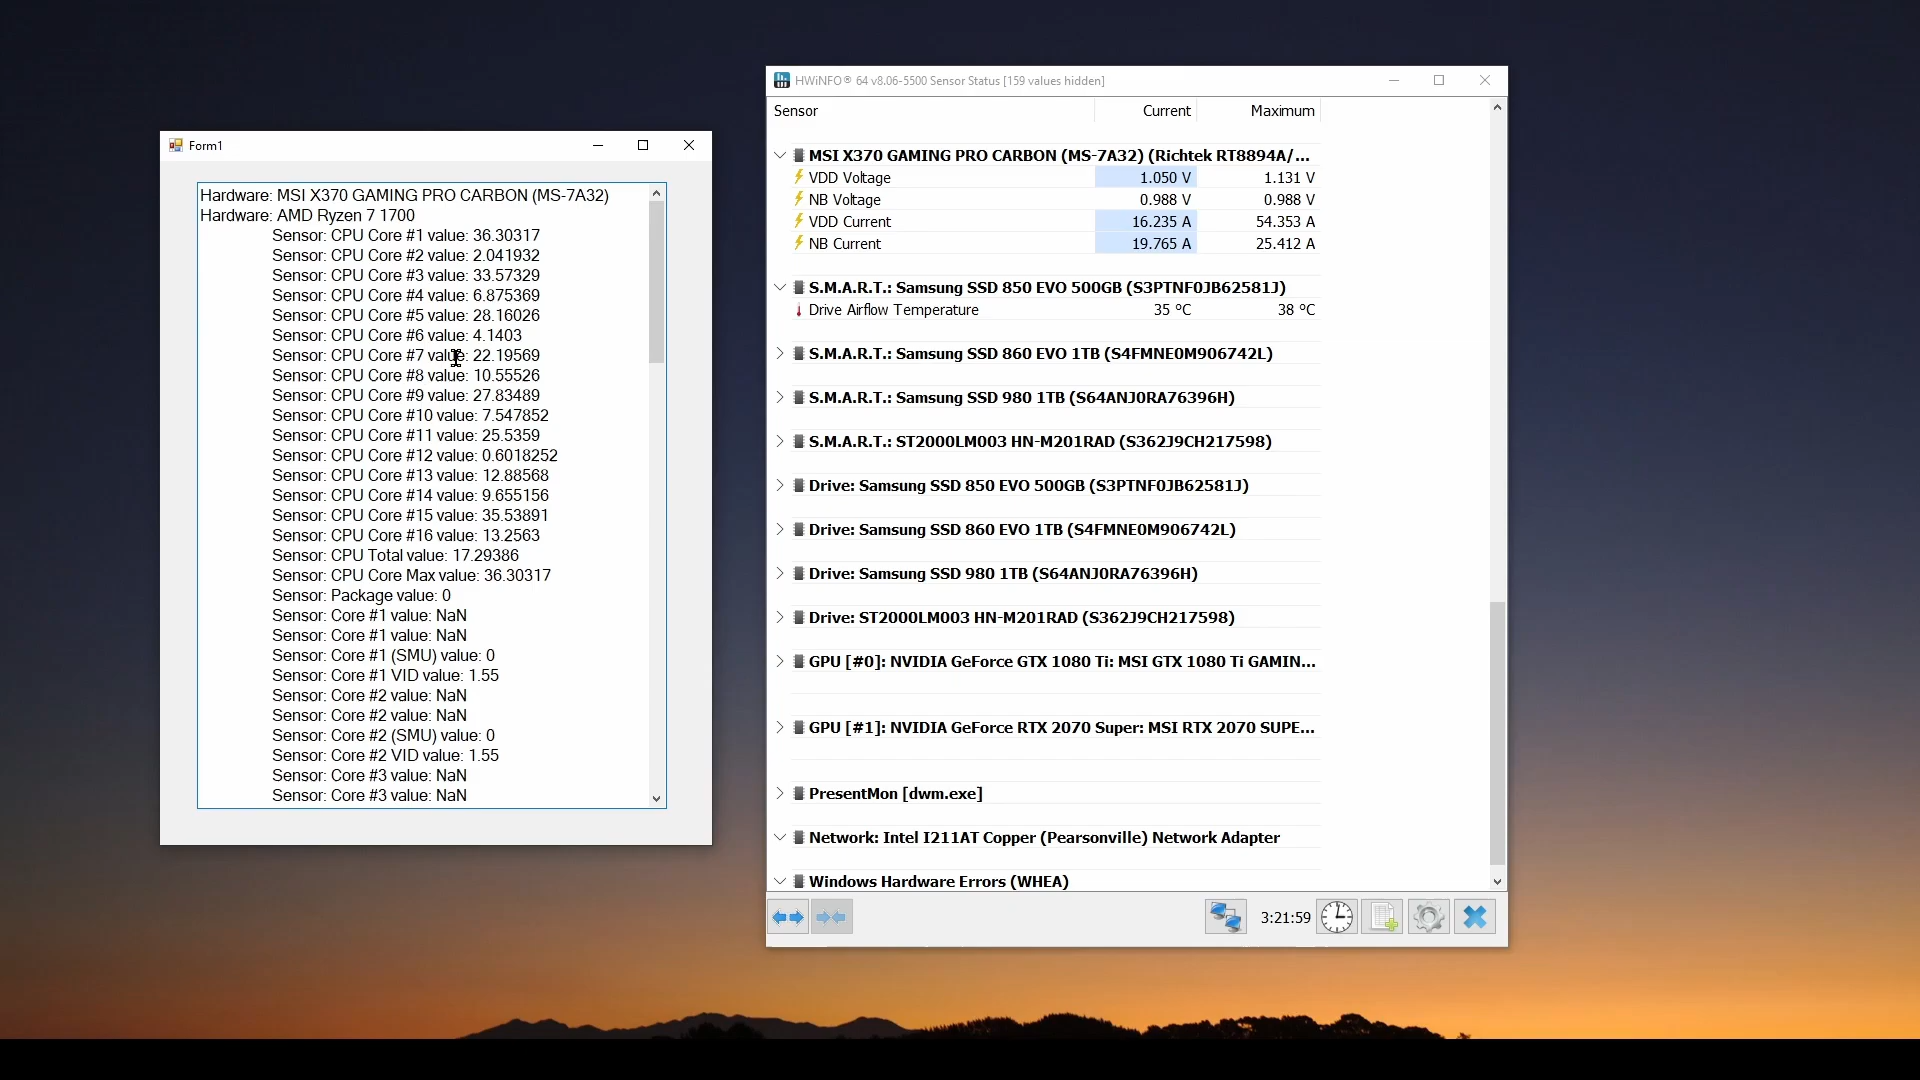 Form1
Hardware: MSI X370 GAMING PRO CARBON (MS-7A32)
Hardware: AMD Ryzen 7 1700
Sensor: CPU Core #1 value: 36.30317
Sensor: CPU Core #2 value: 2.041932
Sensor: CPU Core #3 value: 33.57329
Sensor: CPU Core #4 value: 6.875369
Sensor: CPU Core #5 value: 28.16026
Sensor: CPU Core #6 value: 4.1403
Sensor: CPU Core #7 value: 22.19569
Sensor: CPU Core #8 value: 10.55526
Sensor: CPU Core #9 value: 27.83489
Sensor: CPU Core #10 value: 7.547852
Sensor: CPU Core #11 value: 25.5359
Sensor: CPU Core #12 value: 0.6018252
Sensor: CPU Core #13 value: 12.88568
Sensor: CPU Core #14 value: 9.655156
Sensor: CPU Core #15 value: 35.53891
Sensor: CPU Core #16 value: 13.2563
Sensor: CPU Total value: 17.29386
Sensor: CPU Core Max value: 36.30317
Sensor: Package value: 0
Sensor: Core #1 value: NaN
Sensor: Core #1 value: NaN
Sensor: Core #1 (SMU) value: 0
Sensor: Core #1 VID value: 1.55
Sensor: Core #2 value: NaN
Sensor: Core #2 value: NaN
Sensor: Core #2 (SMU) value: 0
Sensor: Core #2 VID value: 1.55
Sensor: Core #3 value: NaN
Sensor: Core #3 value: NaN
HWiNFO® 64 v8.06-5500 Sensor Status [159 values hidden]
Sensor Current Maximum
MSI X370 GAMING PRO CARBON (MS-7A32) (Richtek RT8894A/...
VDD Voltage 1.050 V 1.131 V
NB Voltage 0.988 V 0.988 V
VDD Current 16.235 A 54.353 A
NB Current 19.765 A 25.412 A
S.M.A.R.T.: Samsung SSD 850 EVO 500GB (S3PTNF0JB62581J)
Drive Airflow Temperature 35 °C 38 °C
S.M.A.R.T.: Samsung SSD 860 EVO 1TB (S4FMNE0M906742L)
S.M.A.R.T.: Samsung SSD 980 1TB (S64ANJ0RA76396H)
S.M.A.R.T.: ST2000LM003 HN-M201RAD (S362J9CH217598)
Drive: Samsung SSD 850 EVO 500GB (S3PTNF0JB62581J)
Drive: Samsung SSD 860 EVO 1TB (S4FMNE0M906742L)
Drive: Samsung SSD 980 1TB (S64ANJ0RA76396H)
Drive: ST2000LM003 HN-M201RAD (S362J9CH217598)
GPU [#0]: NVIDIA GeForce GTX 1080 Ti: MSI GTX 1080 Ti GAMIN...
GPU [#1]: NVIDIA GeForce RTX 2070 Super: MSI RTX 2070 SUPE...
PresentMon [dwm.exe]
Network: Intel I211AT Copper (Pearsonville) Network Adapter
Windows Hardware Errors (WHEA)
3:21:59